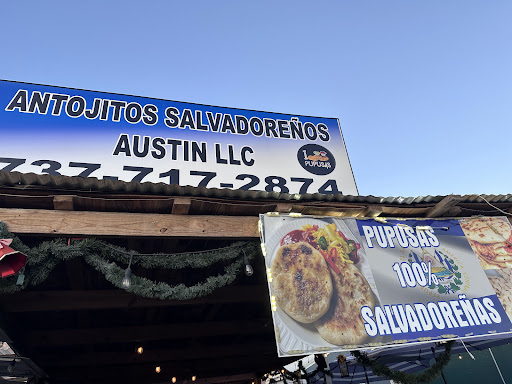 ANTOJITOS SALVADOREÑOS
AUSTIN LLC
I PUPUSAS
737-717-2874
PUPUSAS
100%
SALVADOREÑAS